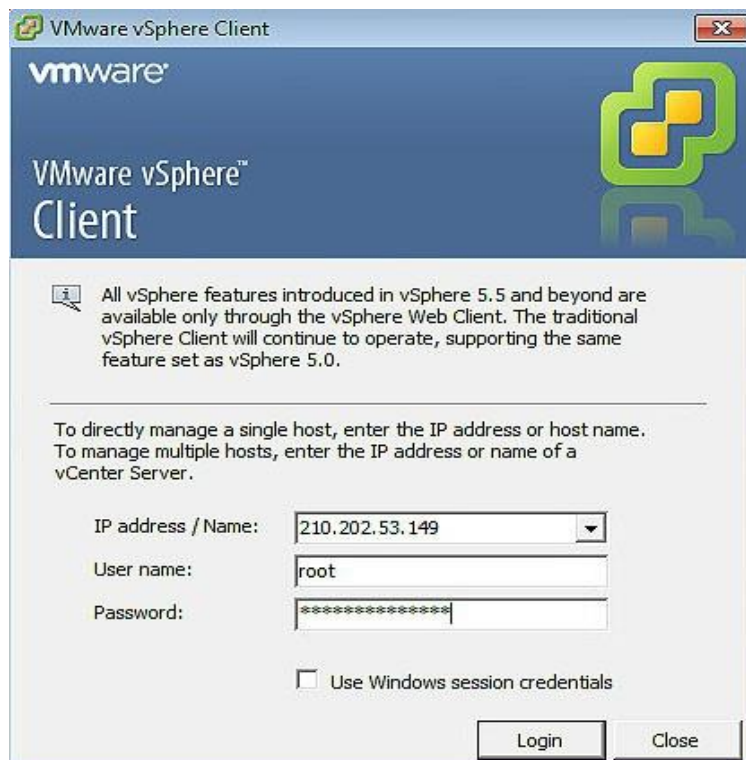 VMware vSphere Client
vmware®
VMware vSphere™
Client
All vSphere features introduced in vSphere 5.5 and beyond are
available only through the vSphere Web Client. The traditional
vSphere Client will continue to operate, supporting the same
feature set as vSphere 5.0.
To directly manage a single host, enter the IP address or host name.
To manage multiple hosts, enter the IP address or name of a
vCenter Server.
IP address / Name: 210.202.53.149
User name: root
Password: **************
Use Windows session credentials
Login Close